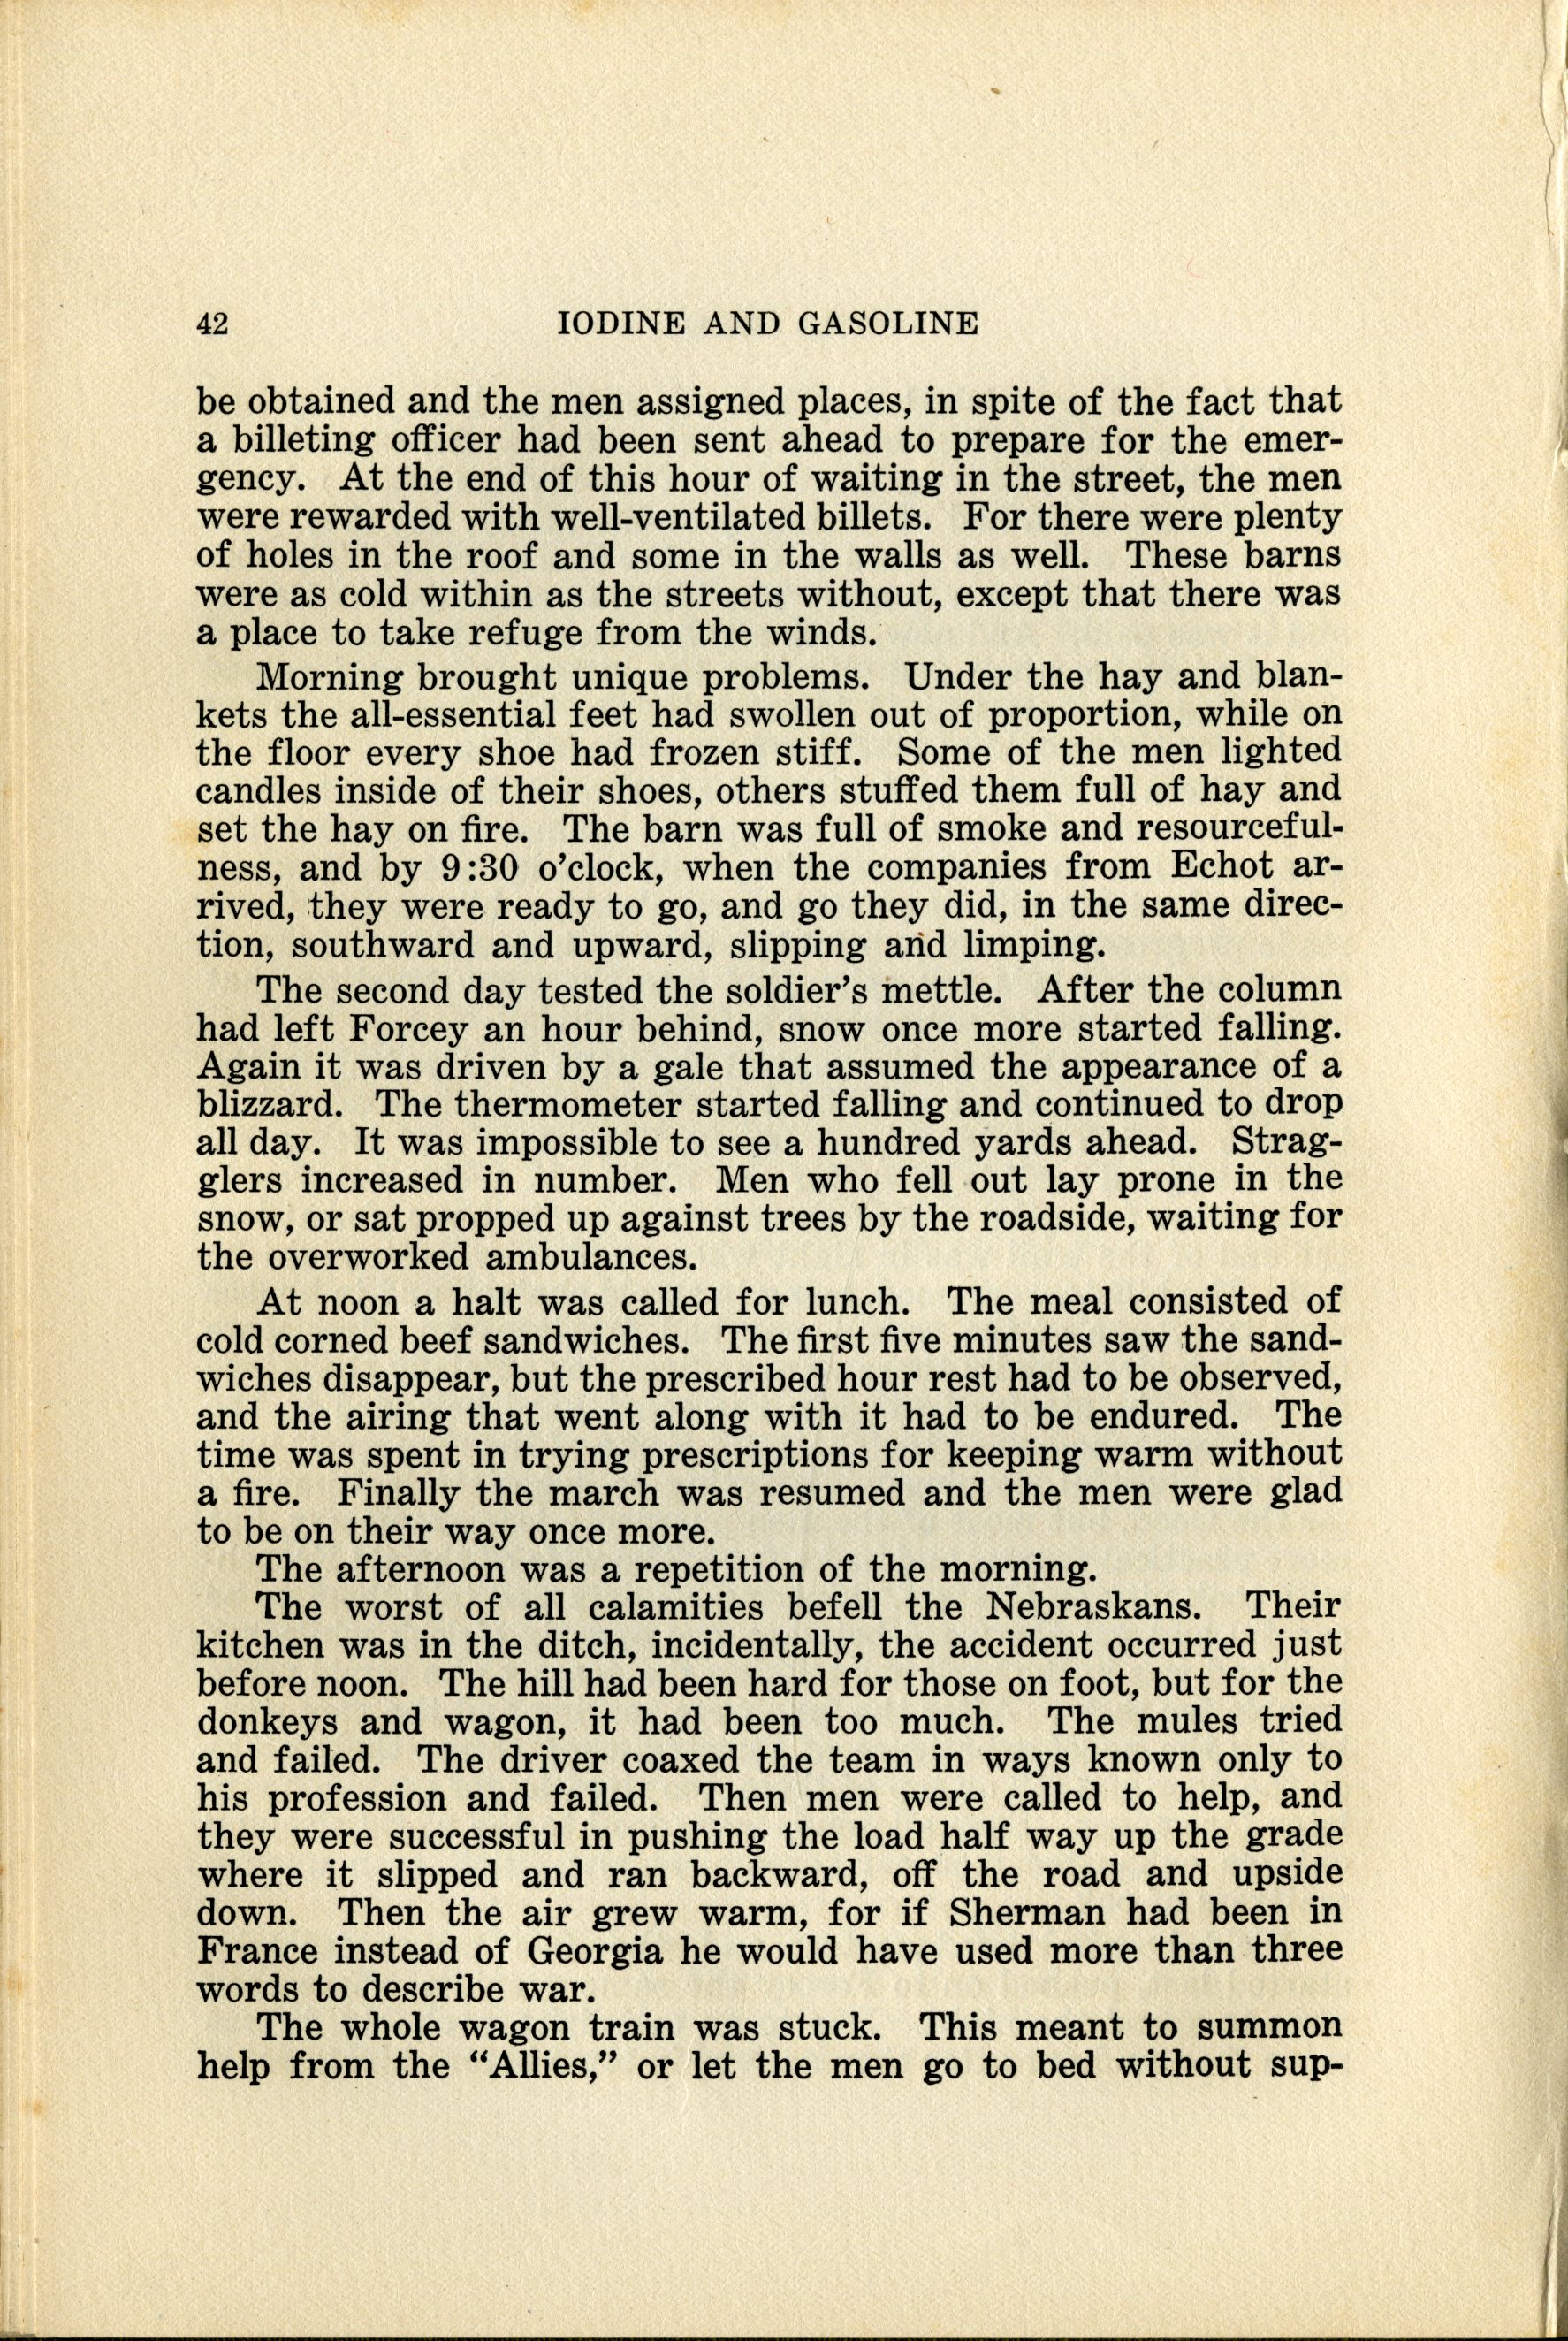 42 IODINE AND GASOLINE
be obtained and the men assigned places, in spite of the fact that
a billeting officer had been sent ahead to prepare for the emer-
gency. At the end of this hour of waiting in the street, the men
were rewarded with well-ventilated billets. For there were plenty
of holes in the roof and some in the walls as well. These barns
were as cold within as the streets without, except that there was
a place to take refuge from the winds.
Morning brought unique problems. Under the hay and blan-
kets the all-essential feet had swollen out of proportion, while on
the floor every shoe had frozen stiff. Some of the men lighted
candles inside of their shoes, others stuffed them full of hay and
set the hay on fire. The barn was full of smoke and resourceful-
ness, and by 9:30 o'clock, when the companies from Echot ar-
rived, they were ready to go, and go they did, in the same direc-
tion, southward and upward, slipping and limping.
The second day tested the soldier's mettle. After the column
had left Forcey an hour behind, snow once more started falling.
Again it was driven by a gale that assumed the appearance of a
blizzard. The thermometer started falling and continued to drop
all day. It was impossible to see a hundred yards ahead. Strag-
glers increased in number. Men who fell out lay prone in the
snow, or sat propped up against trees by the roadside, waiting for
the overworked ambulances.
At noon a halt was called for lunch. The meal consisted of
cold corned beef sandwiches. The first five minutes saw the sand-
wiches disappear, but the prescribed hour rest had to be observed,
and the airing that went along with it had to be endured. The
time was spent in trying prescriptions for keeping warm without
a fire. Finally the march was resumed and the men were glad
to be on their way once more.
The afternoon was a repetition of the morning.
The worst of all calamities befell the Nebraskans. Their
kitchen was in the ditch, incidentally, the accident occurred just
before noon. The hill had been hard for those on foot, but for the
donkeys and wagon, it had been too much. The mules tried
and failed. The driver coaxed the team in ways known only to
his profession and failed. Then men were called to help, and
they were successful in pushing the load half way up the grade
where it slipped and ran backward, off the road and upside
down. Then the air grew warm, for if Sherman had been in
France instead of Georgia he would have used more than three
words to describe war.
The whole wagon train was stuck. This meant to summon
help from the “Allies,” or let the men go to bed without sup-